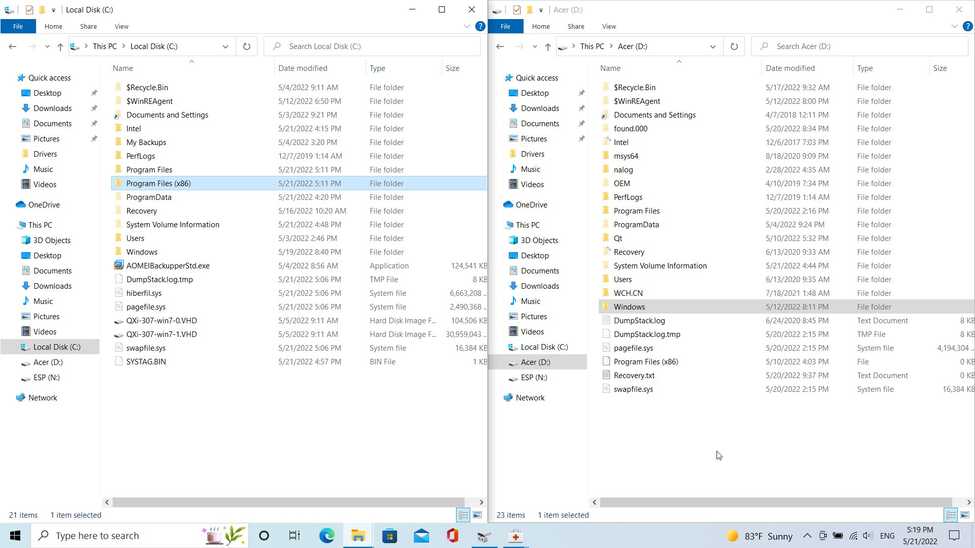 Local Disk (C:)
File Home Share View
This PC > Local Disk (C:)
Search Local Disk (C:)
Quick access
Desktop
Downloads
Documents
Pictures
Drivers
Music
Videos
OneDrive
This PC
3D Objects
Desktop
Documents
Downloads
Music
Pictures
Videos
Local Disk (C:)
Acer (D:)
ESP (N:)
Network
Name Date modified Type Size
$Recycle.Bin 5/4/2022 9:11 AM File folder
$WinREAgent 5/12/2022 6:50 PM File folder
Documents and Settings 5/3/2022 9:21 PM File folder
Intel 5/21/2022 4:15 PM File folder
My Backups 5/4/2022 3:20 PM File folder
PerfLogs 12/7/2019 1:14 AM File folder
Program Files 5/21/2022 5:11 PM File folder
Program Files (x86) 5/21/2022 5:11 PM File folder
ProgramData 5/21/2022 4:20 PM File folder
Recovery 5/16/2022 10:20 AM File folder
System Volume Information 5/21/2022 4:48 PM File folder
Users 5/3/2022 2:46 PM File folder
Windows 5/19/2022 8:40 PM File folder
AOMEIBackupperStd.exe 5/4/2022 8:56 AM Application 124,541 KB
DumpStack.log.tmp 5/21/2022 5:06 PM TMP File 8 KB
hiberfil.sys 5/21/2022 5:06 PM System file 6,663,208 ...
pagefile.sys 5/21/2022 5:06 PM System file 2,490,368 ...
QXi-307-win7-0.VHD 5/5/2022 9:11 AM Hard Disk Image F... 104,506 KB
QXi-307-win7-1.VHD 5/5/2022 9:11 AM Hard Disk Image F... 30,959,043 ...
swapfile.sys 5/21/2022 5:06 PM System file 16,384 KB
SYSTAG.BIN 5/21/2022 4:57 PM BIN File 1 KB
21 items 1 item selected
Acer (D:)
File Home Share View
This PC > Acer (D:)
Search Acer (D:)
Quick access
Desktop
Downloads
Documents
Pictures
Drivers
Music
Videos
OneDrive
This PC
3D Objects
Desktop
Documents
Downloads
Music
Pictures
Videos
Local Disk (C:)
Acer (D:)
ESP (N:)
Network
Name Date modified Type Size
$Recycle.Bin 5/17/2022 9:32 AM File folder
$WinREAgent 5/12/2022 8:00 PM File folder
Documents and Settings 4/7/2018 12:11 PM File folder
found.000 5/20/2022 8:34 PM File folder
Intel 12/6/2017 7:03 PM File folder
msys64 8/18/2020 9:09 PM File folder
nalog 2/28/2022 4:35 AM File folder
OEM 4/10/2019 7:34 PM File folder
PerfLogs 12/7/2019 1:14 AM File folder
Program Files 5/20/2022 2:16 PM File folder
ProgramData 5/4/2022 9:24 PM File folder
Qt 5/10/2022 5:32 PM File folder
Recovery 6/13/2020 9:33 AM File folder
System Volume Information 5/21/2022 4:44 PM File folder
Users 6/13/2020 9:35 AM File folder
WCH.CN 7/18/2021 1:48 AM File folder
Windows 5/12/2022 8:11 PM File folder
DumpStack.log 6/24/2020 8:45 PM Text Document 8 KB
DumpStack.log.tmp 5/20/2022 2:15 PM TMP File 8 KB
pagefile.sys 5/20/2022 2:15 PM System file 4,194,304 ...
Program Files (x86) 5/10/2022 4:03 PM File 0 KB
Recovery.txt 5/20/2022 9:37 PM Text Document 0 KB
swapfile.sys 5/20/2022 2:15 PM System file 16,384 KB
23 items 1 item selected
Type here to search
83°F Sunny
ENG
5:19 PM
5/21/2022